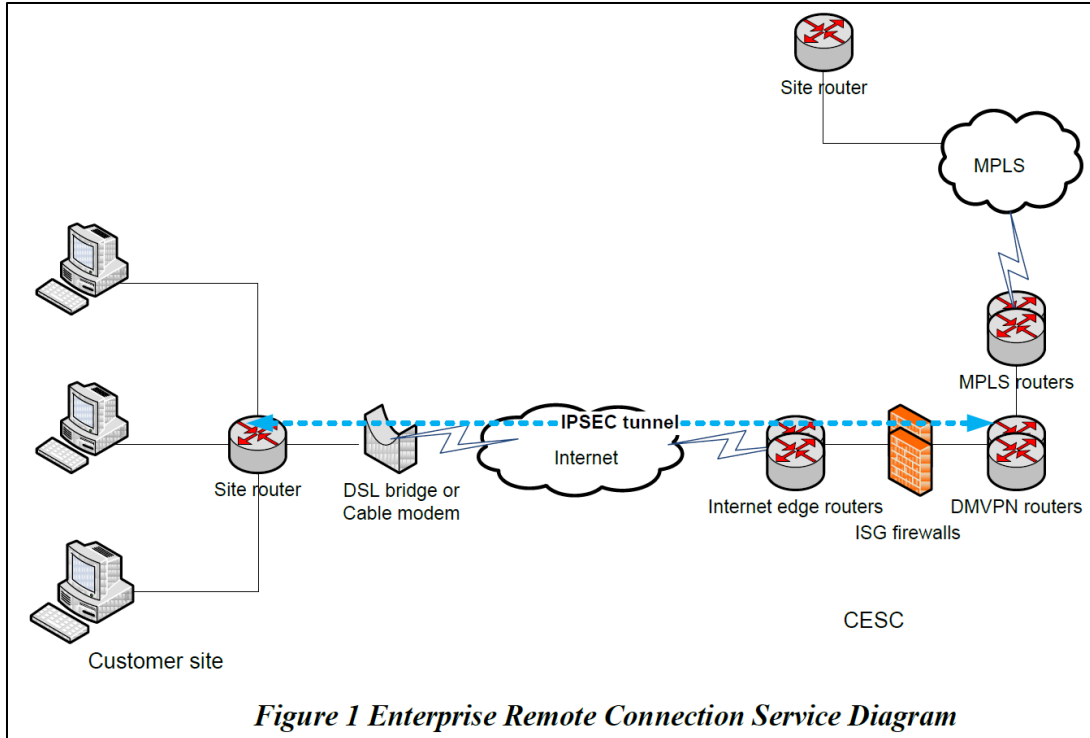 Site router
MPLS
MPLS routers
IPSEC tunnel
Internet
Site router
DSL bridge or
Cable modem
Internet edge routers
ISG firewalls
DMVPN routers
CESC
Customer site
Figure 1 Enterprise Remote Connection Service Diagram